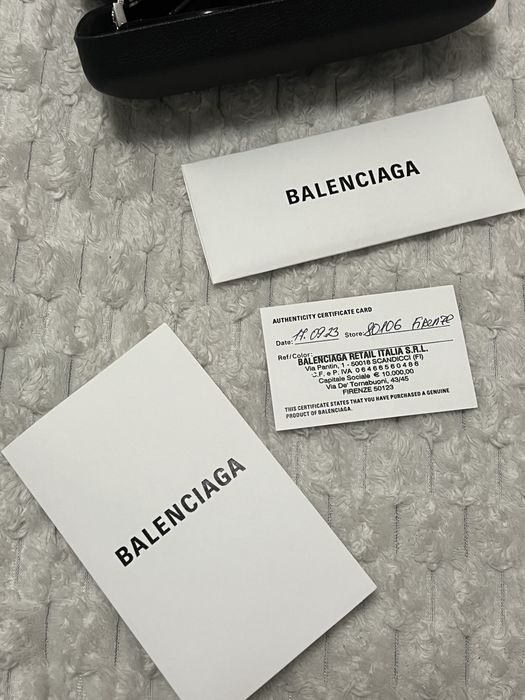 BALENCIAGA
AUTHENTICITY CERTIFICATE CARD
Date: 17.09.23 Store: 80106 Firenze
Ref/Color:
BALENCIAGA RETAIL ITALIA S.R.L.
Via Pantin, 1 - 50018 SCANDICCI (FI)
C.F. e P. IVA 06466560486
Capitale Sociale € 10.000,00
Via De' Tornabuoni, 43/45
FIRENZE 50123
THIS CERTIFICATE STATES THAT YOU HAVE PURCHASED A GENUINE
PRODUCT OF BALENCIAGA.
BALENCIAGA